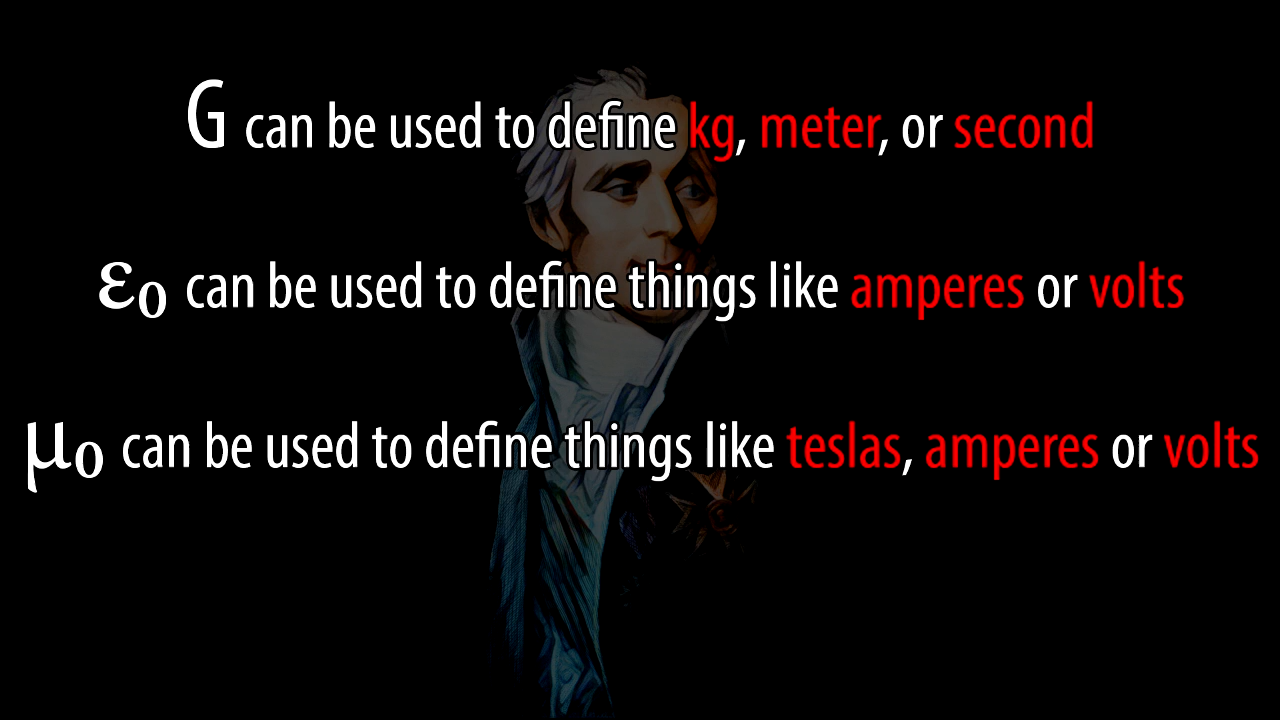 G can be used to define kg, meter, or second
ε₀ can be used to define things like amperes or volts
μ₀ can be used to define things like teslas, amperes or volts